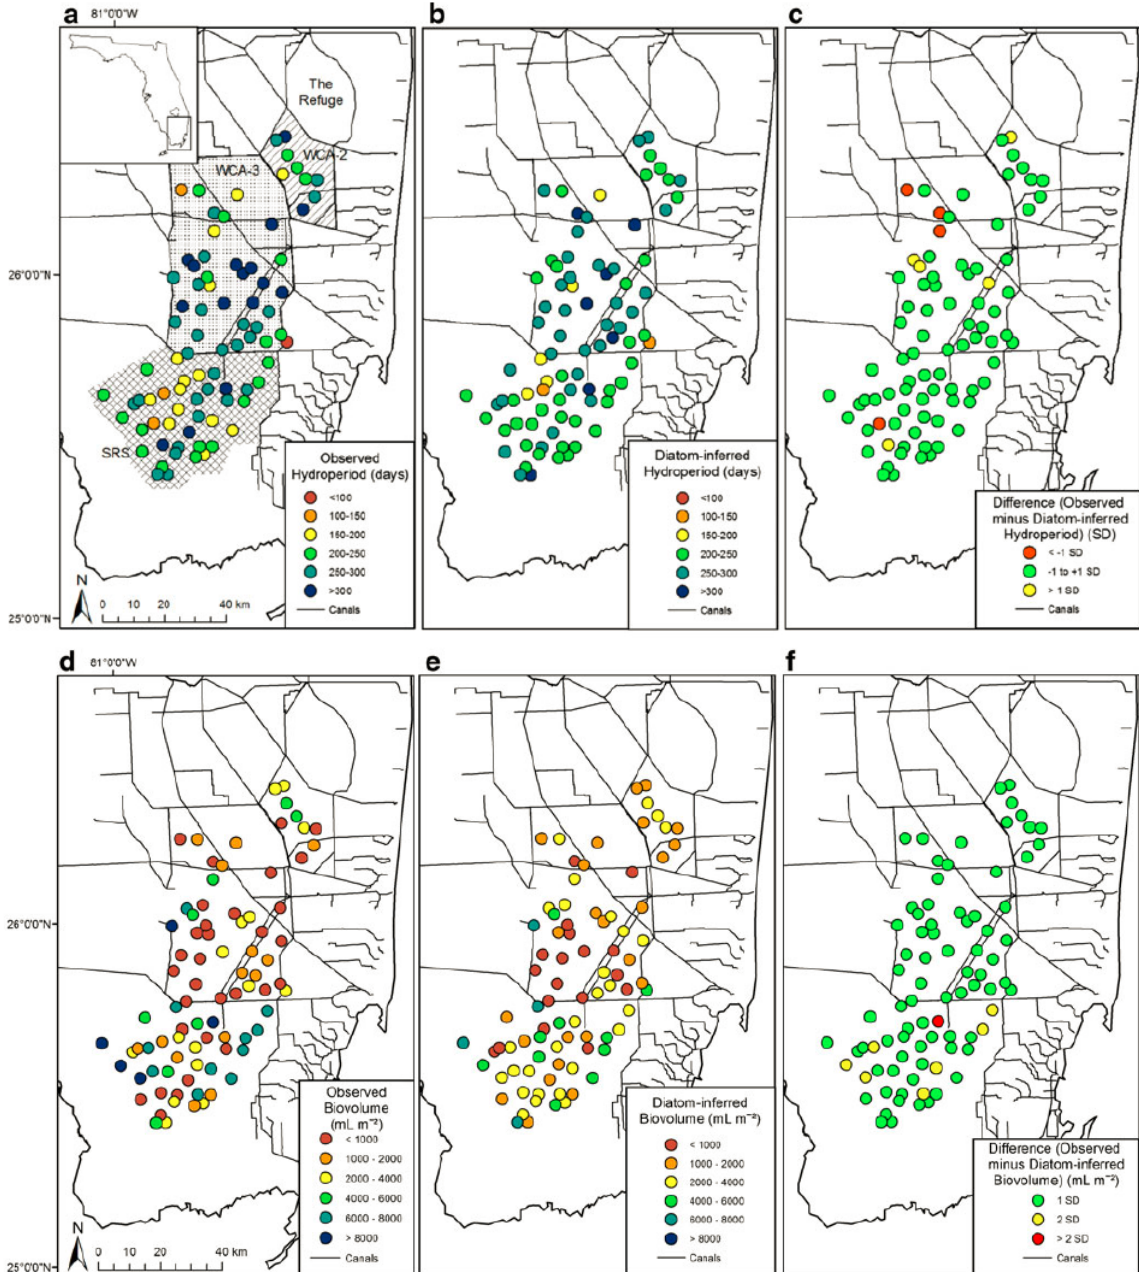 a
81°0'0"W
The
Refuge
WCA-2
WCA-3
26°0'0"N
SRS
N
0 10 20 40 km
25°0'0"N
Observed
Hydroperiod (days)
<100
100-150
150-200
200-250
250-300
>300
Canals
b
Diatom-inferred
Hydroperiod (days)
<100
100-150
150-200
200-250
250-300
>300
Canals
c
Difference (Observed
minus Diatom-inferred
Hydroperiod) (SD)
< -1 SD
-1 to +1 SD
> 1 SD
Canals
d
81°0'0"W
26°0'0"N
N
0 10 20 40 km
25°0'0"N
Observed
Biovolume
(mL m⁻²)
< 1000
1000 - 2000
2000 - 4000
4000 - 6000
6000 - 8000
> 8000
Canals
e
Diatom-inferred
Biovolume (mL m⁻²)
< 1000
1000 - 2000
2000 - 4000
4000 - 6000
6000 - 8000
> 8000
Canals
f
Difference (Observed
minus Diatom-inferred
Biovolume) (mL m⁻²)
1 SD
2 SD
> 2 SD
Canals